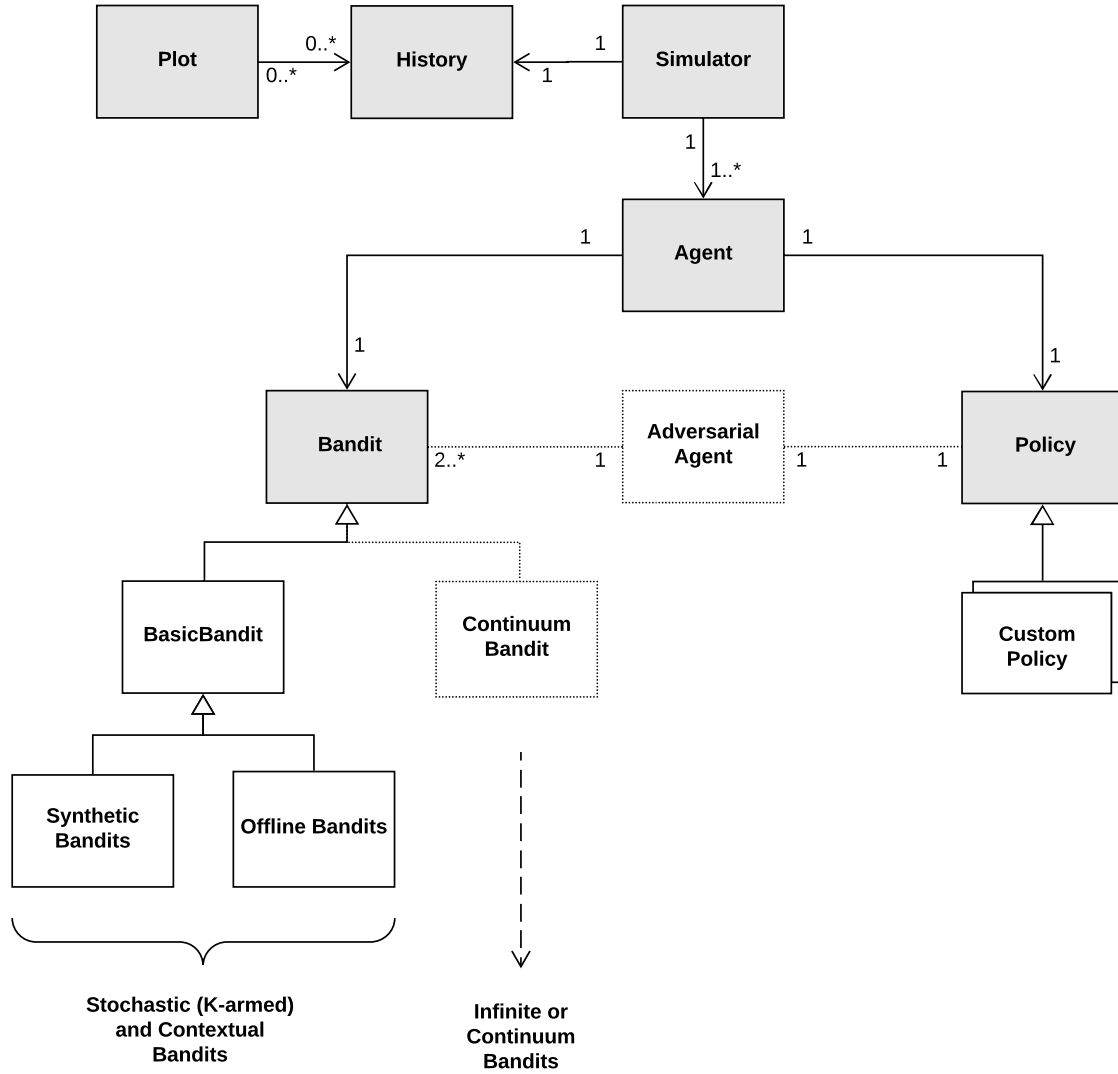 Plot
0..*
0..*
History
1
1
Simulator
1
1..*
Agent
1
1
1
1
Bandit
2..*
1
Adversarial
Agent
1
1
Policy
BasicBandit
Continuum
Bandit
Custom
Policy
Synthetic
Bandits
Offline Bandits
Stochastic (K-armed)
and Contextual
Bandits
Infinite or
Continuum
Bandits